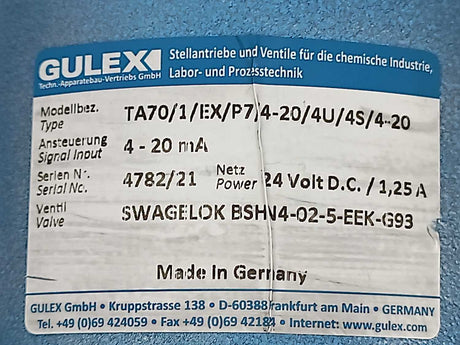 GULEX
Techn.-Apparatebau-Vertriebs GmbH
Stellantriebe und Ventile für die chemische Industrie,
Labor- und Prozesstechnik
Modellbez. TA70/1/EX/P7/4-20/4U/4S/4-20
Type
Ansteuerung 4 - 20 mA
Signal Input
Serien Nr. 4782/21 Netz 24 Volt D.C. / 1,25 A
Serial No. Power
Ventil SWAGELOK BSHN4-02-5-EEK-G93
Valve
Made in Germany
GULEX GmbH • Kruppstrasse 138 • D-60388 Frankfurt am Main • GERMANY
Tel. +49 (0)69 424059 • Fax +49 (0)69 42184 • Internet: www.gulex.com